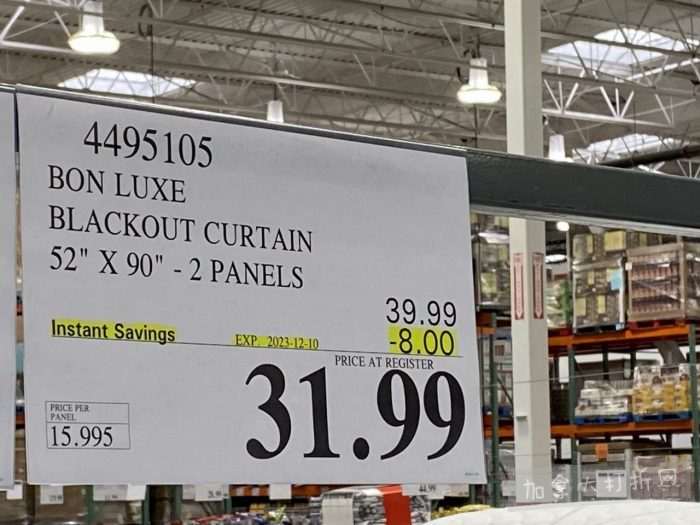 4495105
BON LUXE
BLACKOUT CURTAIN
52" X 90" - 2 PANELS
39.99
Instant Savings EXP. 2023-12-10 -8.00
PRICE AT REGISTER
31.99
PRICE PER
PANEL
15.995
加拿大打折网